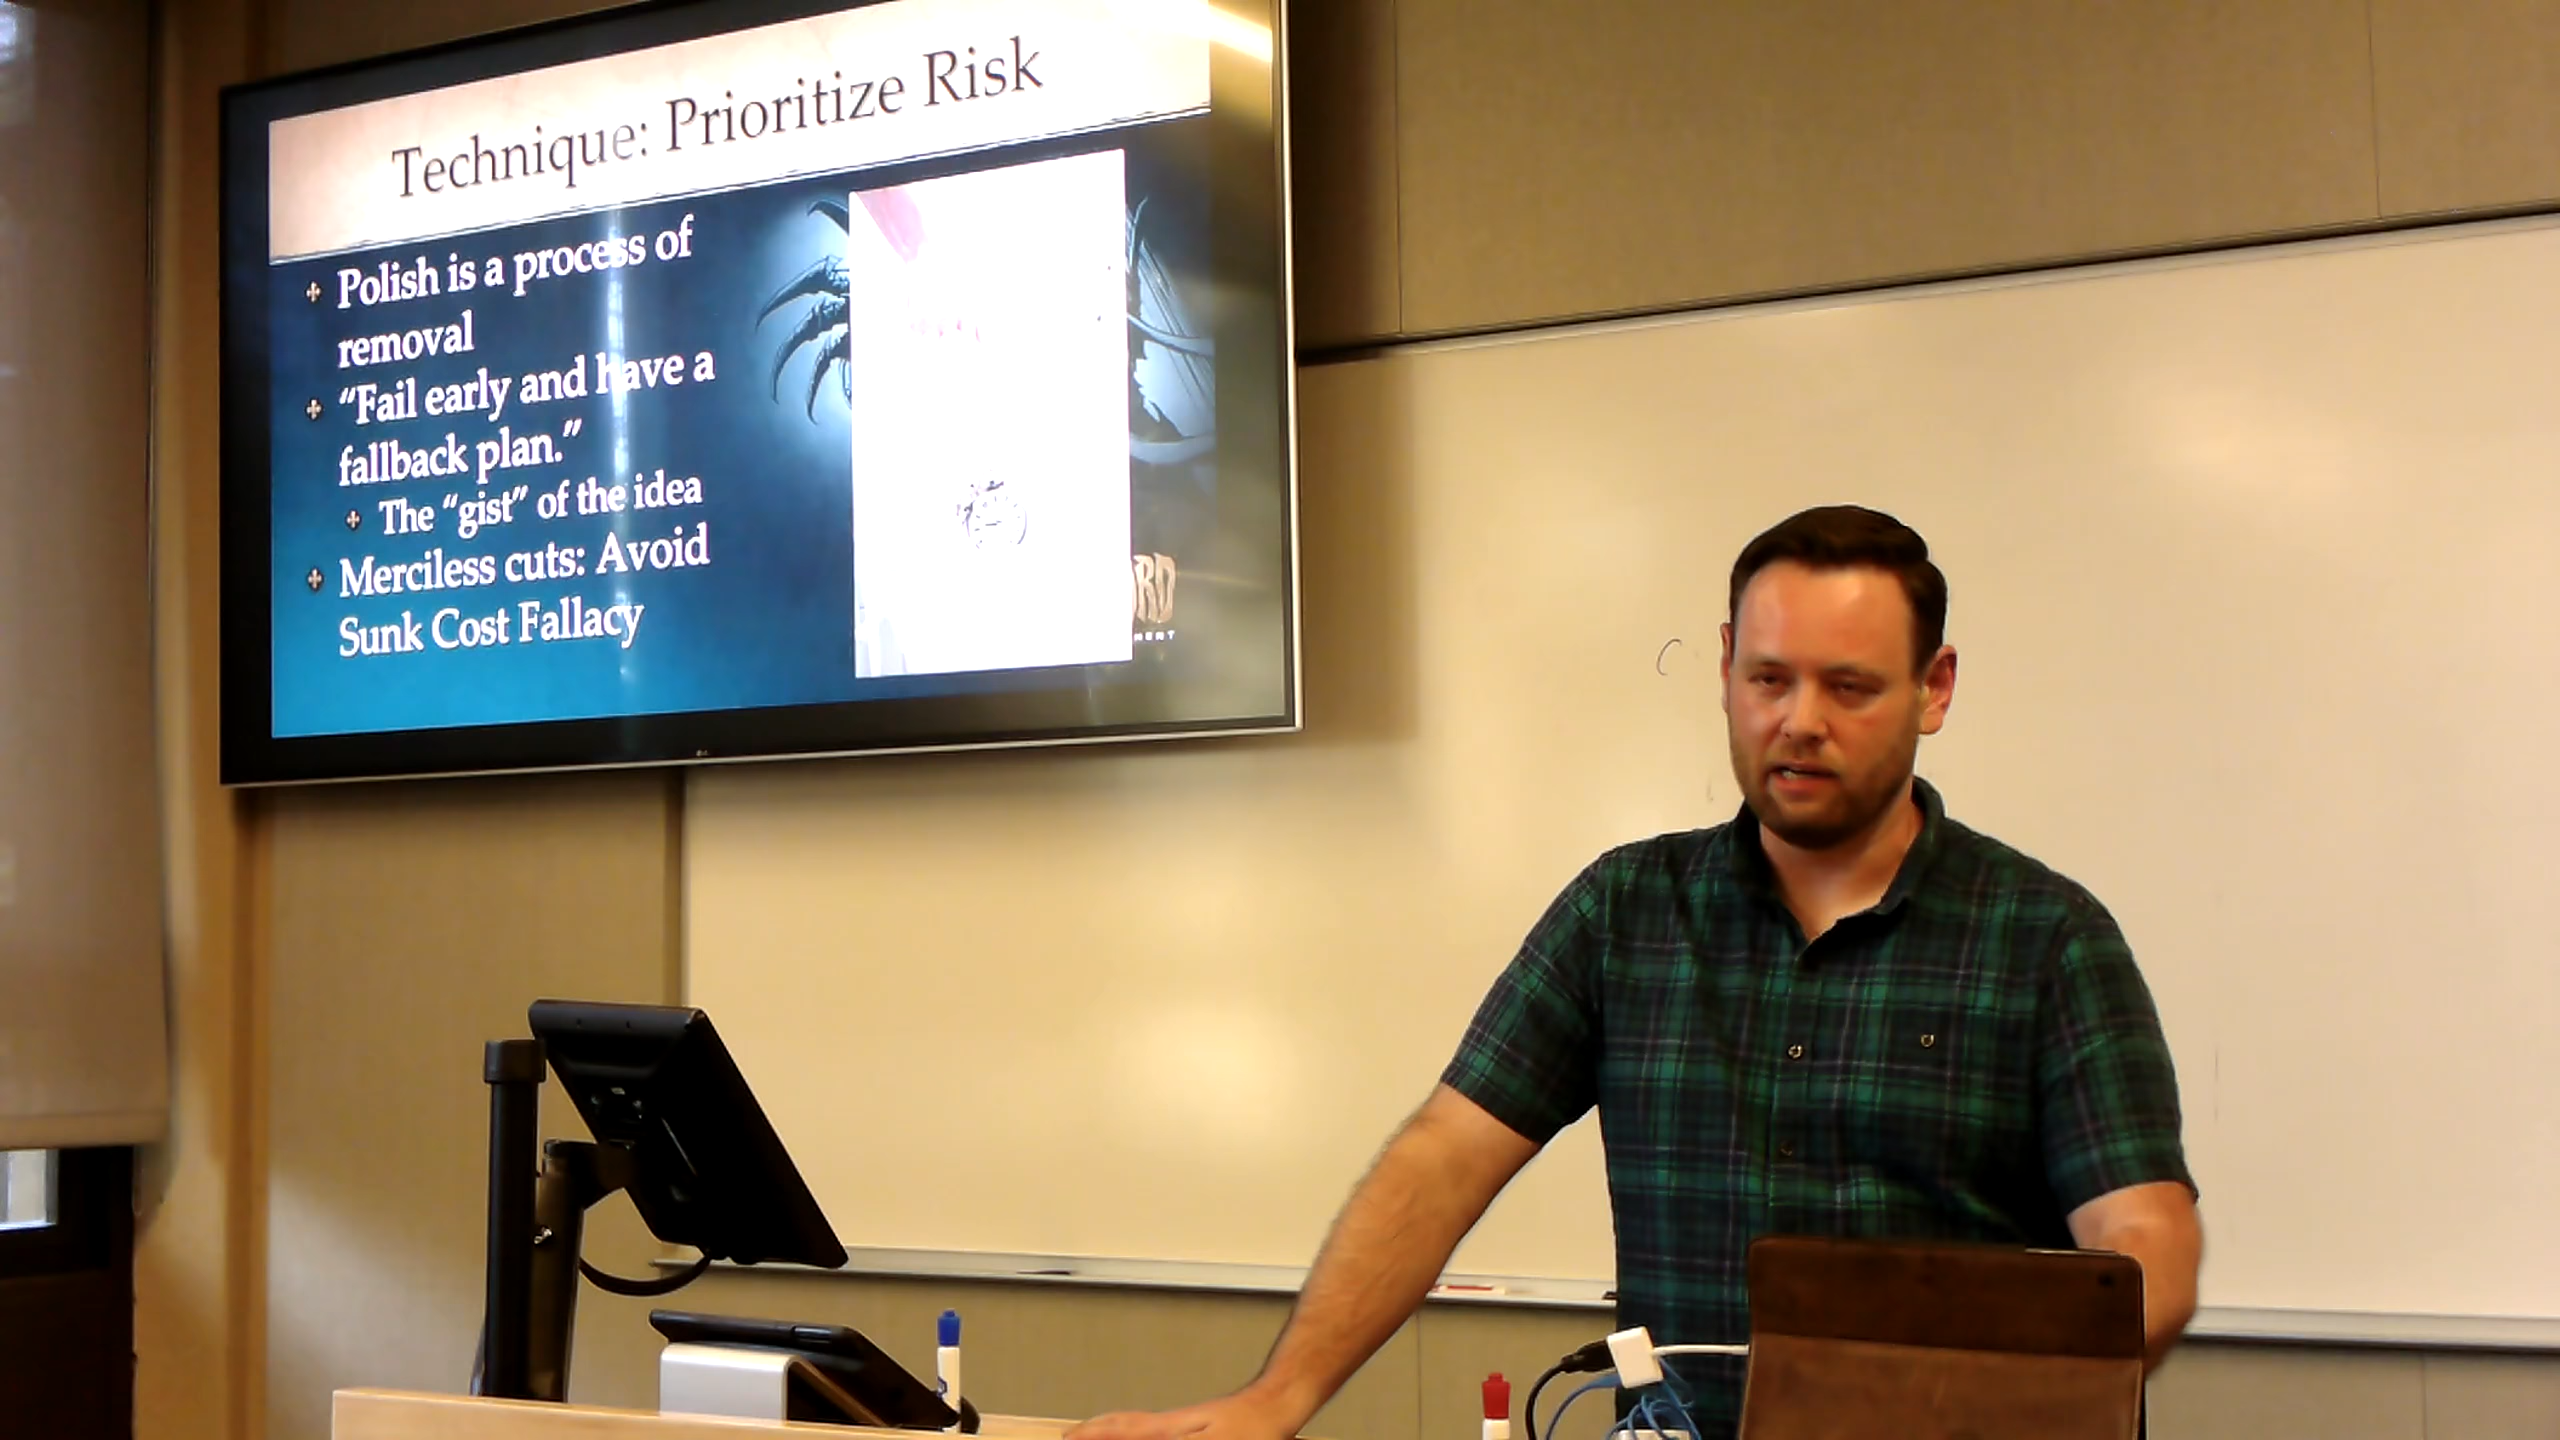 Technique: Prioritize Risk
Polish is a process of
removal
“Fail early and have a
fallback plan.”
The “gist” of the idea
Merciless cuts: Avoid
Sunk Cost Fallacy